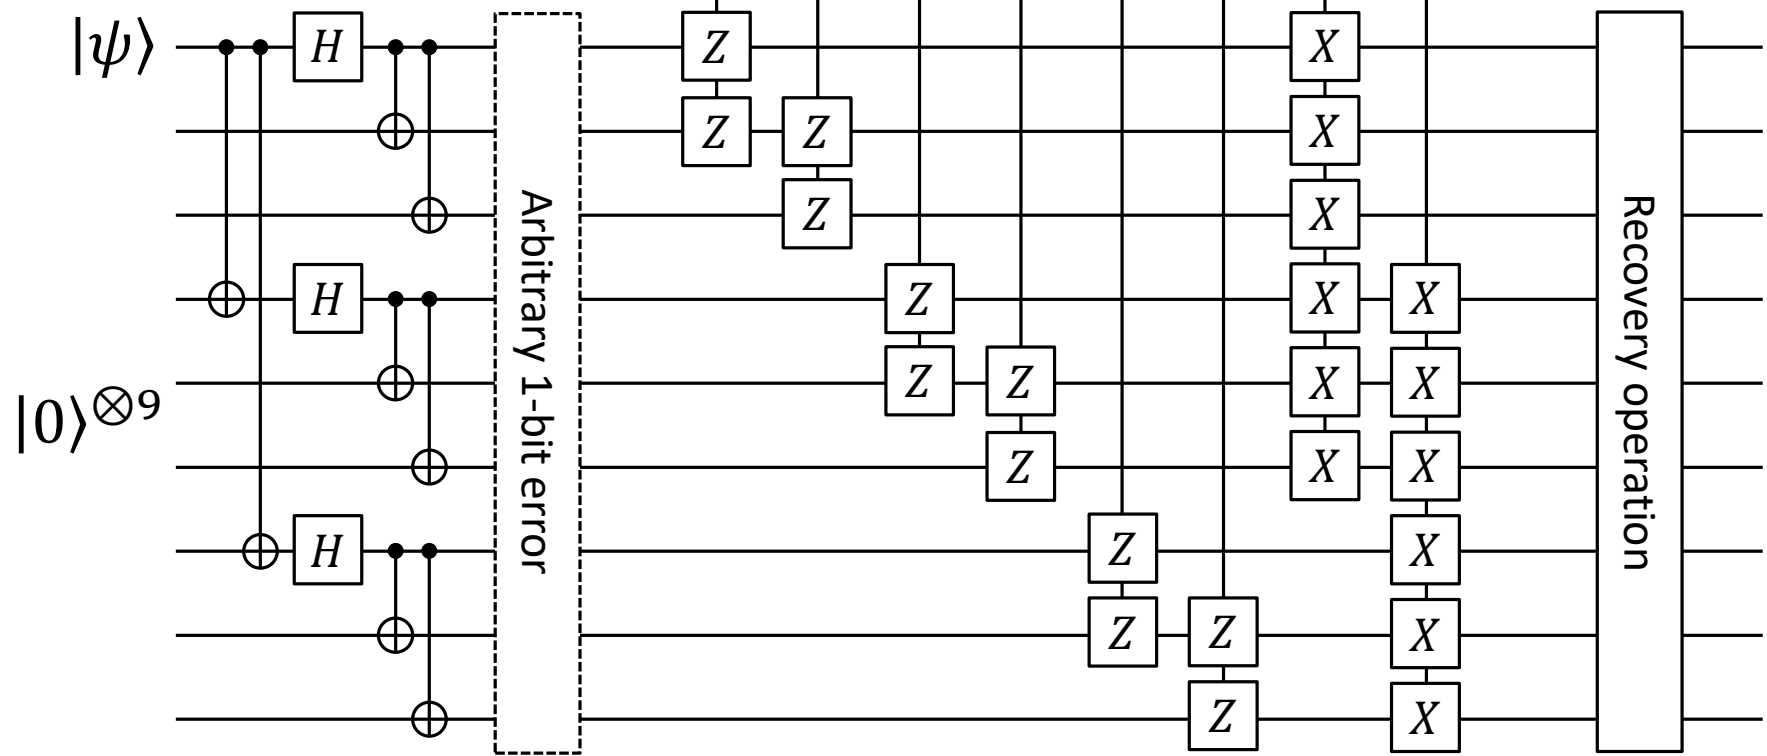 |ψ⟩
H
Z
X
Z
Z
X
Z
X
H
Z
X
X
|0⟩⊗9
Z
Z
X
X
Z
X
X
H
Z
X
Z
Z
X
Z
X
Arbitrary 1-bit error
Recovery operation